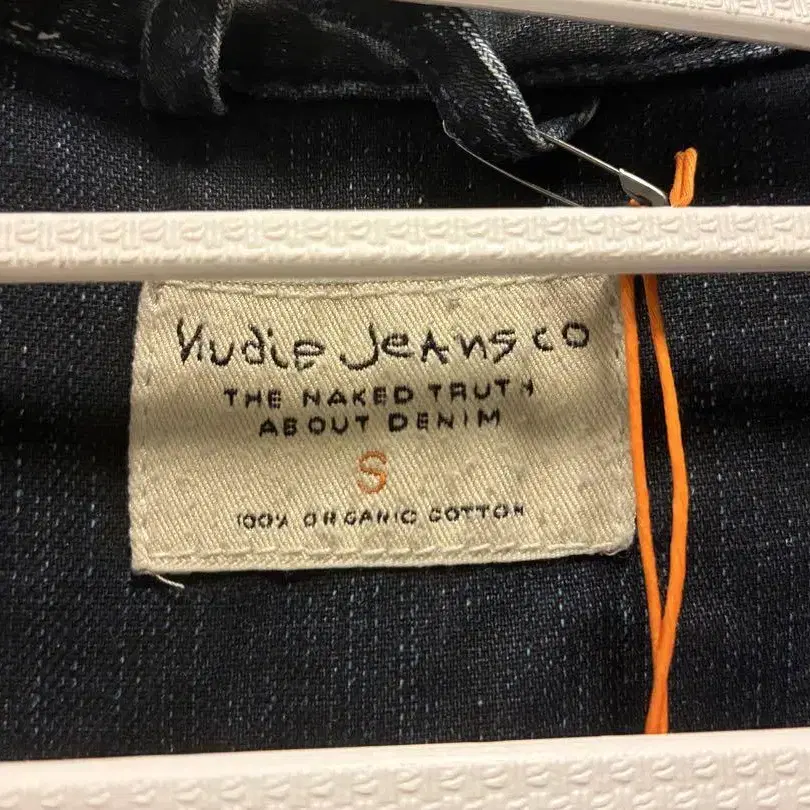 Nudie Jeans co
THE NAKED TRUTH
ABOUT DENIM
S
100% ORGANIC COTTON